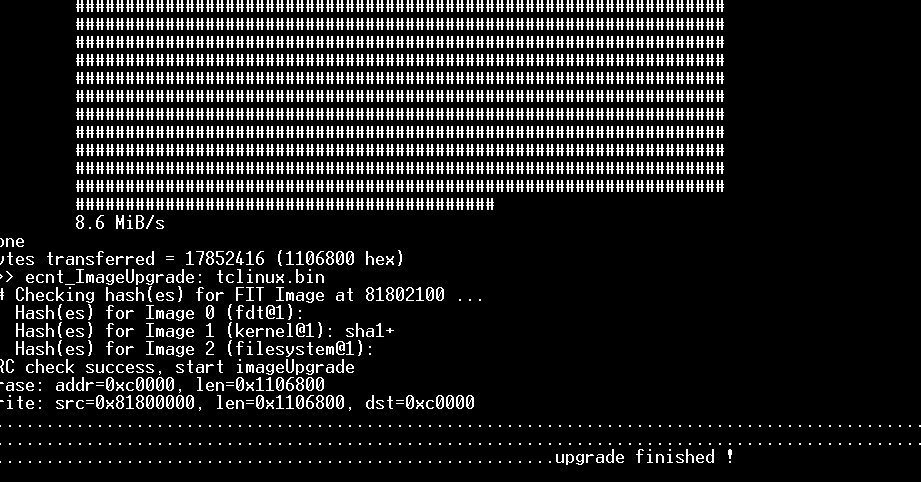 #################################################################
#################################################################
#################################################################
#################################################################
#################################################################
#################################################################
#################################################################
#################################################################
#################################################################
#################################################################
#################################################################
##########################################
8.6 MiB/s
one
ytes transferred = 17852416 (1106800 hex)
>> ecnt_ImageUpgrade: tclinux.bin
# Checking hash(es) for FIT Image at 81802100 ...
Hash(es) for Image 0 (fdt@1):
Hash(es) for Image 1 (kernel@1): sha1+
Hash(es) for Image 2 (filesystem@1):
RC check success, start imageUpgrade
rase: addr=0xc0000, len=0x1106800
rite: src=0x81800000, len=0x1106800, dst=0xc0000
............................................................................................
............................................................................................
.......................................................upgrade finished !